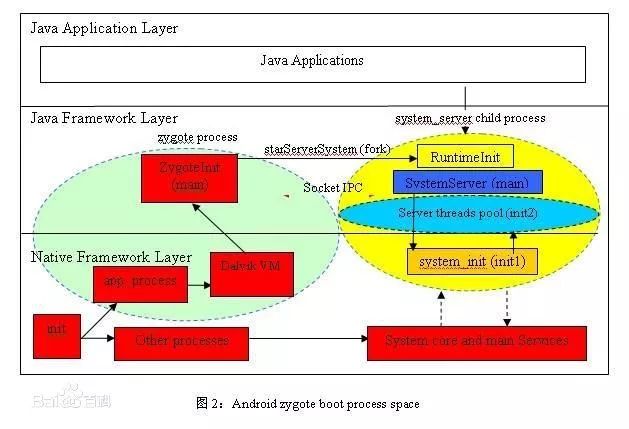 Java Application Layer
Java Applications
Java Framework Layer
system_server child process
zygote process
starServerSystem (fork)
RuntimeInit
ZygoteInit
(main)
Socket IPC
SystemServer (main)
Server threads pool (init2)
Native Framework Layer
Dalvik VM
system_init (init1)
app_process
init
Other processes
System core and main Services
Baidu百科
图 2：Android zygote boot process space